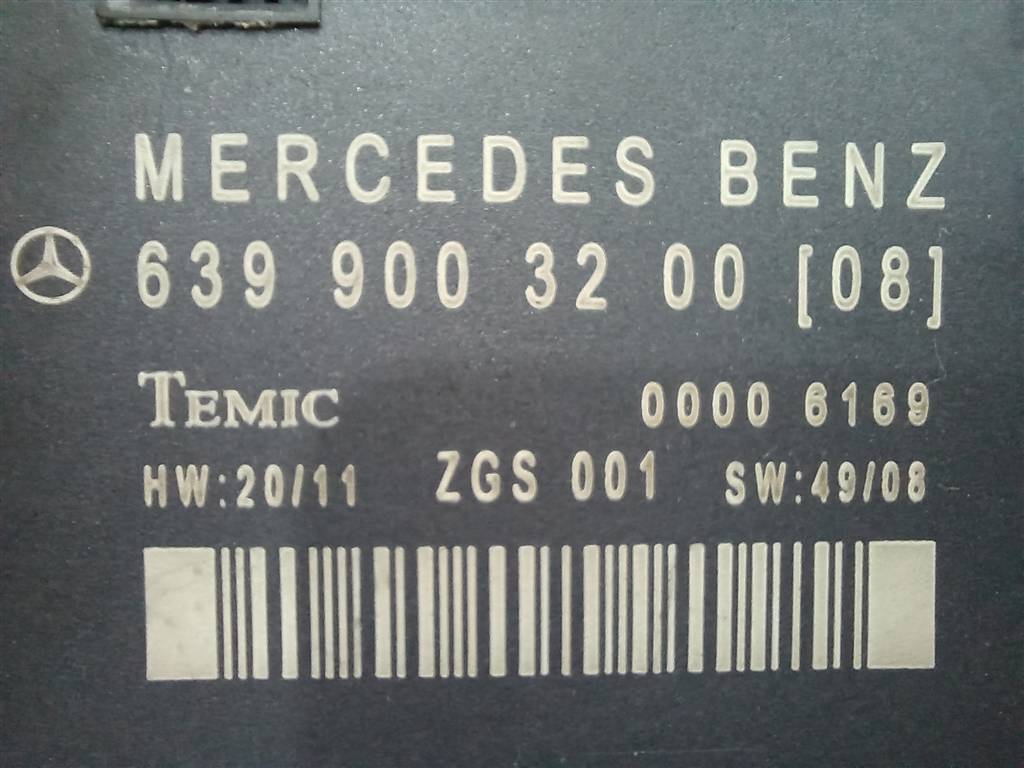 MERCEDES BENZ
639 900 32 00 [08]
TEMIC 0000 6169
HW:20/11 ZGS 001 SW:49/08